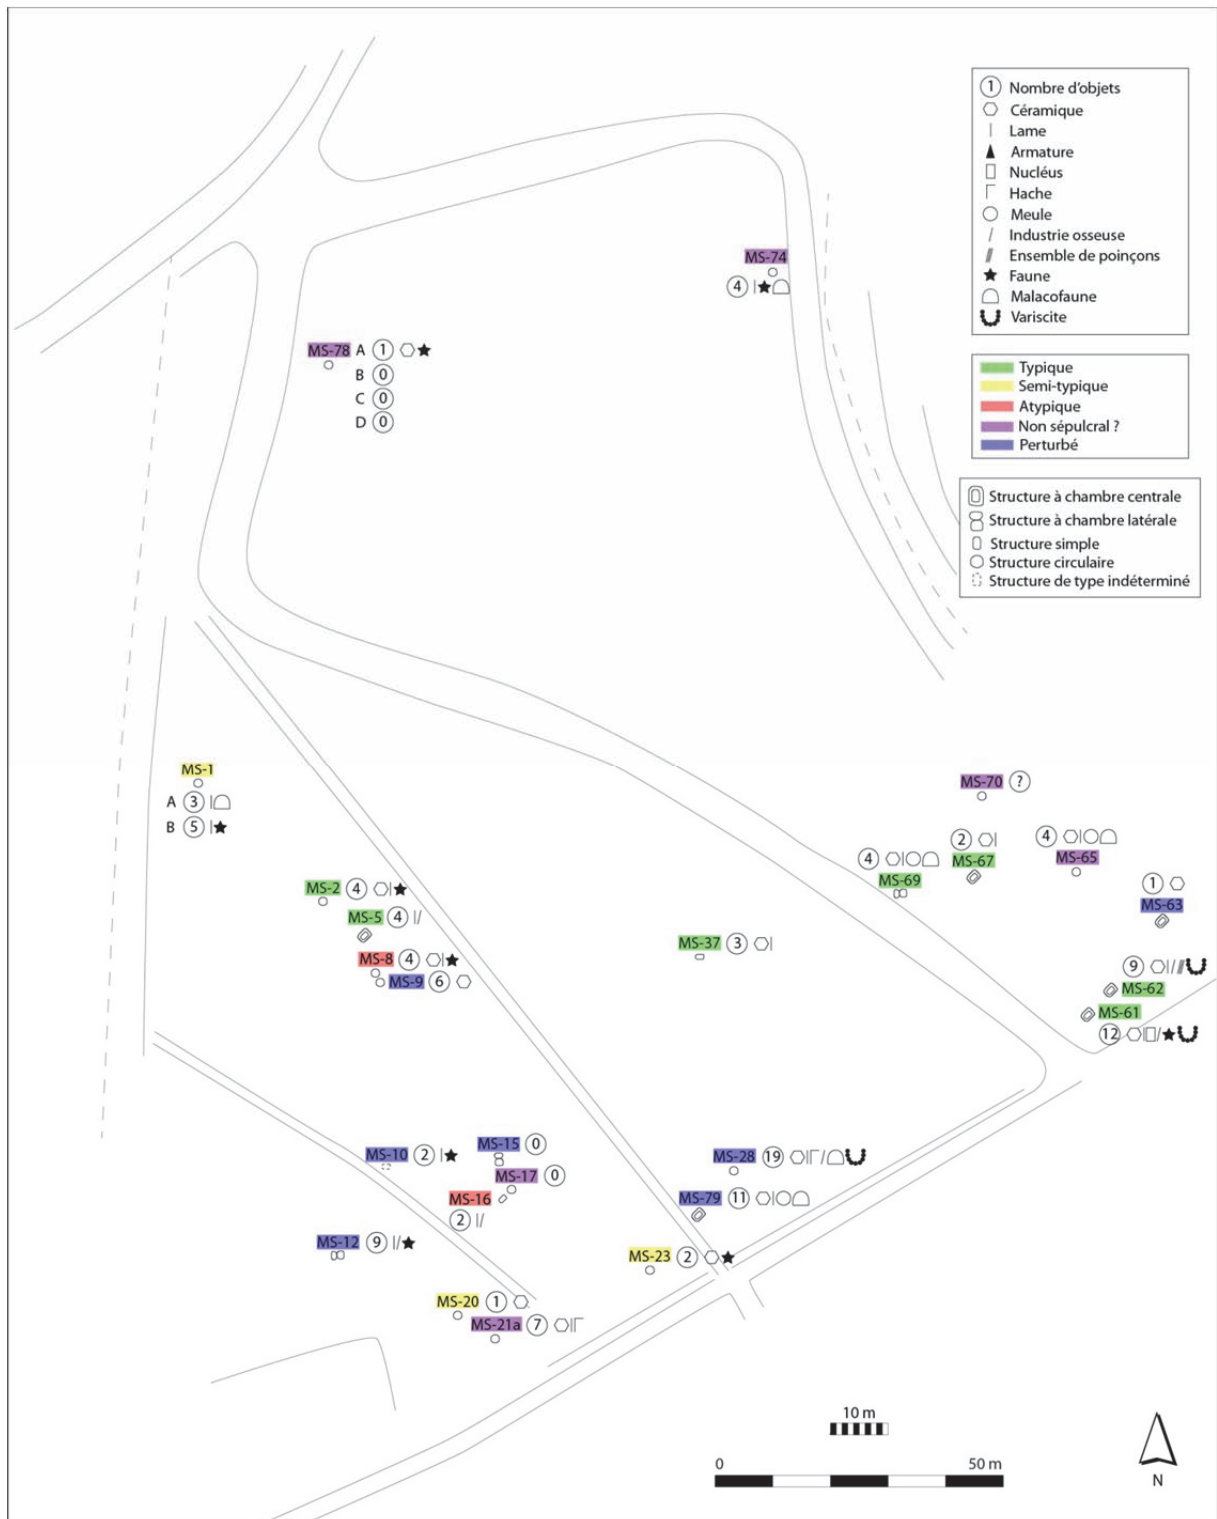 1 Nombre d'objets
Céramique
Lame
Armature
Nucléus
Hache
Meule
Industrie osseuse
Ensemble de poinçons
Faune
Malacofaune
Variscite
Typique
Semi-typique
Atypique
Non sépulcral ?
Perturbé
Structure à chambre centrale
Structure à chambre latérale
Structure simple
Structure circulaire
Structure de type indéterminé
MS-74
4
MS-78 A 1
B 0
C 0
D 0
MS-1
A 3
B 5
MS-70 ?
2
MS-67
4
MS-65
4
MS-69
1
MS-63
MS-2 4
MS-5 4
MS-8 4
MS-9 6
MS-37 3
9
MS-62
MS-61
12
MS-10 2
MS-15 0
MS-17 0
MS-16
2
MS-28 19
MS-79 11
MS-12 9
MS-23 2
MS-20 1
MS-21a 7
10 m
0 50 m
N